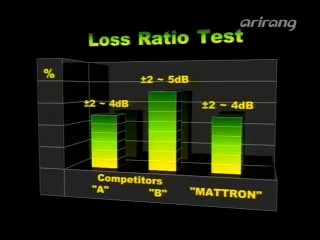 arirang
Loss Ratio Test
%
±2 ~ 4dB
±2 ~ 5dB
±2 ~ 4dB
Competitors
"A"
"B"
"MATTRON"